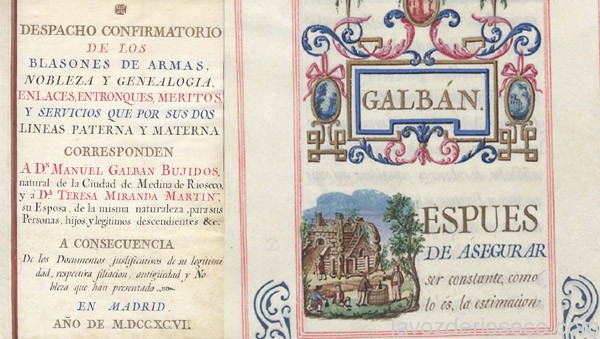 DESPACHO CONFIRMATORIO
DE LOS
BLASONES DE ARMAS,
NOBLEZA Y GENEALOGIA,
ENLACES, ENTRONQUES, MERITOS,
Y SERVICIOS QUE POR SUS DOS
LINEAS PATERNA Y MATERNA
CORRESPONDEN
A Dn. MANUEL GALBÁN BUJIDOS,
natural de la Ciudad de Medina de Rioseco,
y á Da. TERESA MIRANDA MARTIN,
su Esposa, de la misma naturaleza, para sus
Personas, hijos y legitimos descendientes &c.
A CONSECUENCIA
De los Documentos justificativos de su legitimi
dad, respectiva filiacion, antigüedad y No
bleza que han presentado.
EN MADRID.
AÑO DE M.DCCXCVI.
GALBÁN.
ESPUES
DE ASEGURAR
ser constante, como
lo és, la estimacion
lavozderioseco.com